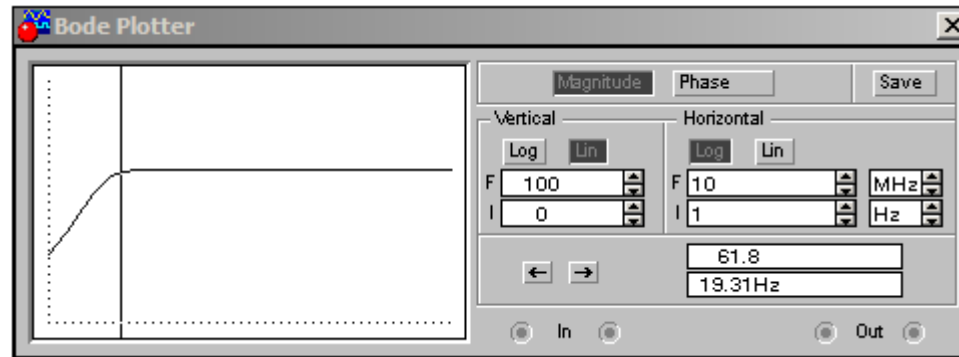 Bode Plotter
Magnitude Phase Save
Vertical Horizontal
Log Lin Log Lin
F 100 F 10 MHz
I 0 I 1 Hz
← → 61.8
19.31Hz
In Out